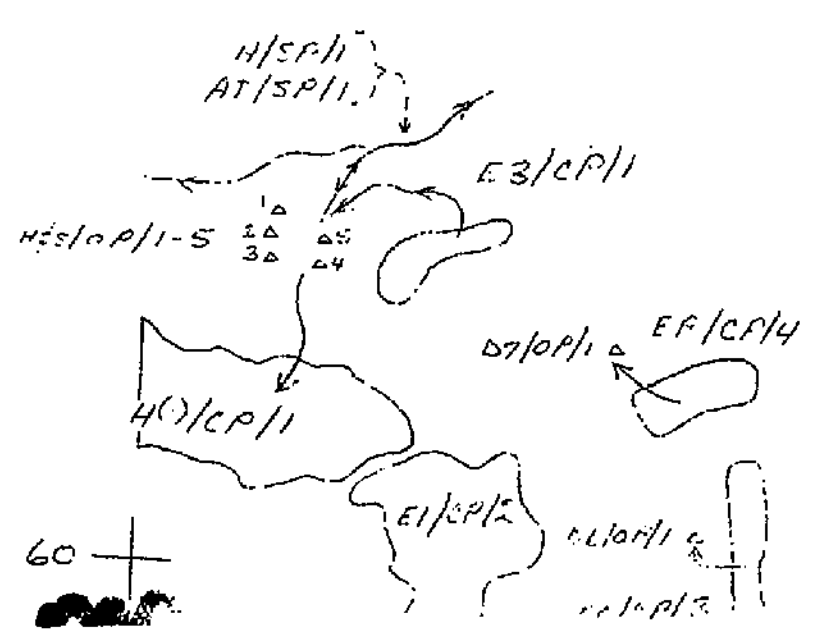 H/SP/1
AT/SP/1
E3/CP/1
1
H&S/OP/1-5
2
5
3
4
D7/OP/1
EF/CP/4
H(-)/CP/1
E1/CP/2
60